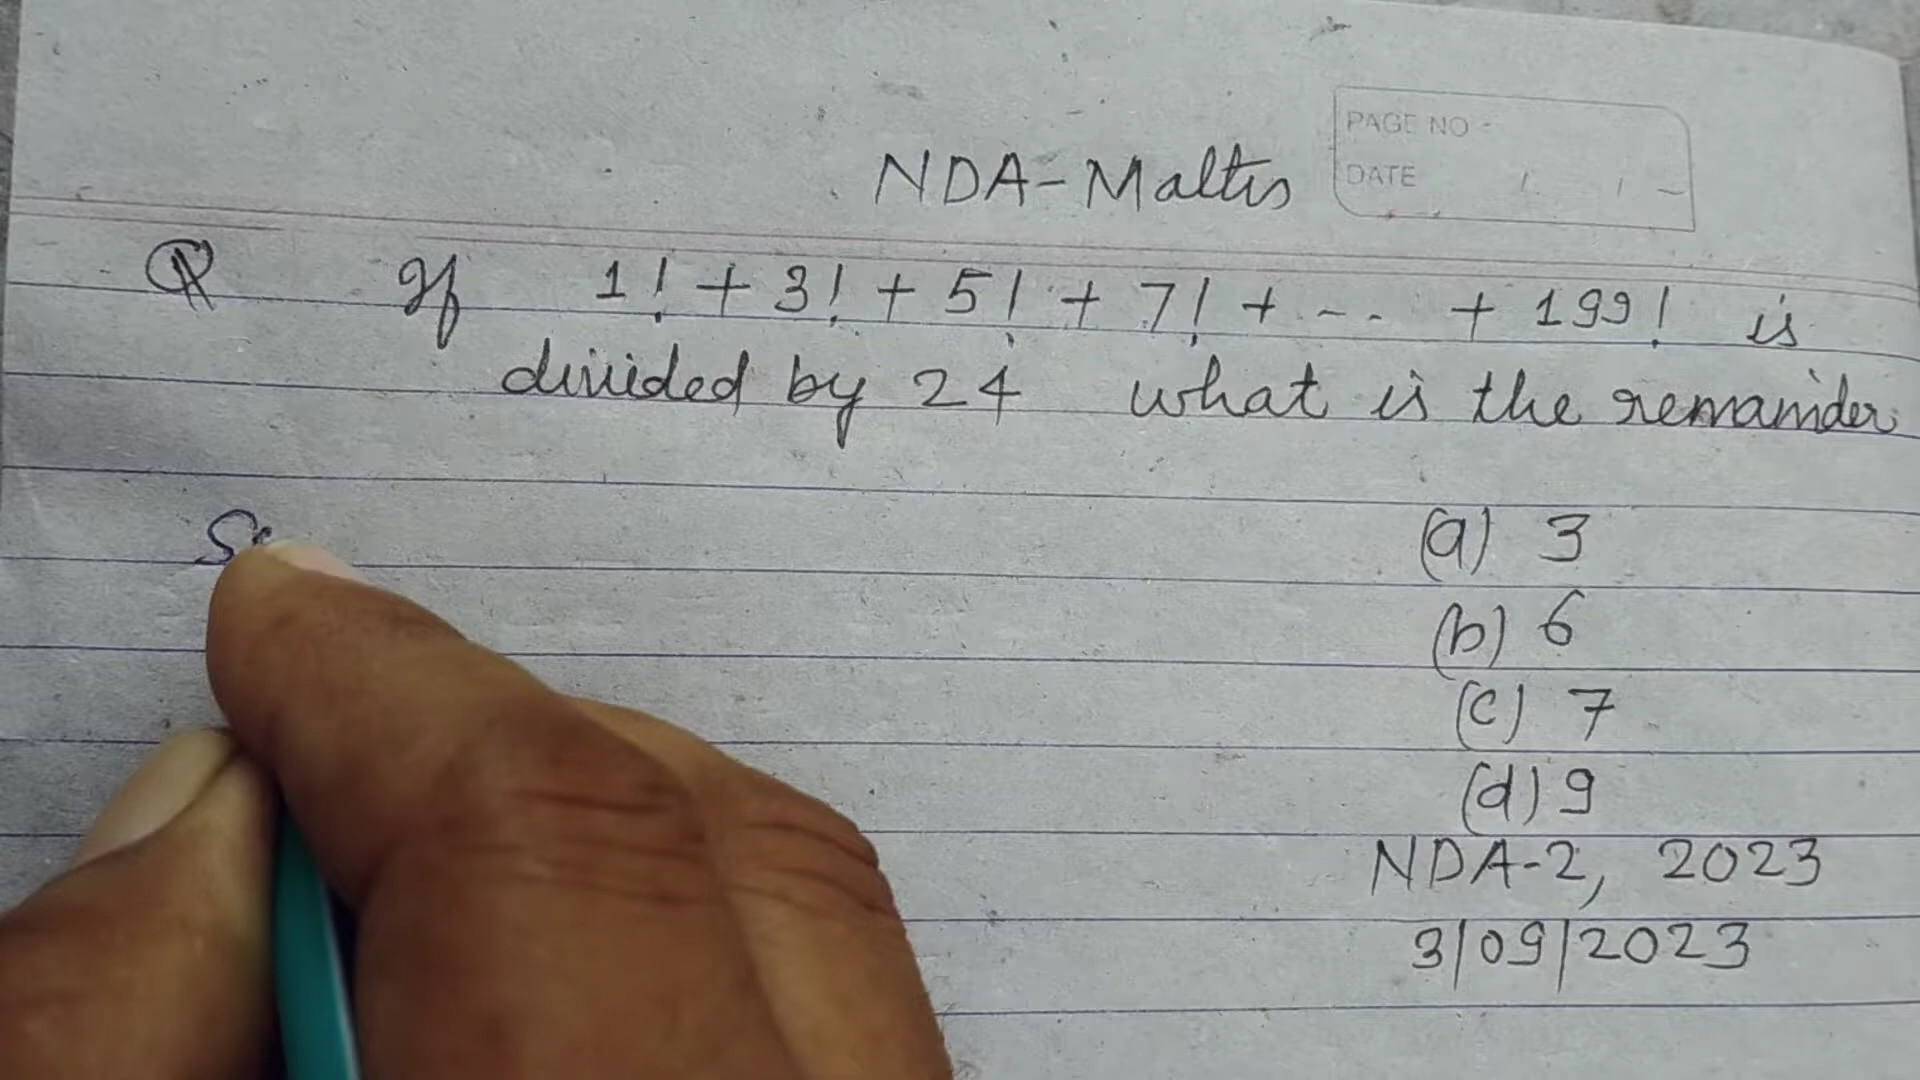 PAGE NO -
DATE
NDA-Maths
Q If 1! + 3! + 5! + 7! + -- + 199! is
divided by 24 what is the remainder
(a) 3
(b) 6
(c) 7
(d) 9
NDA-2, 2023
3/09/2023